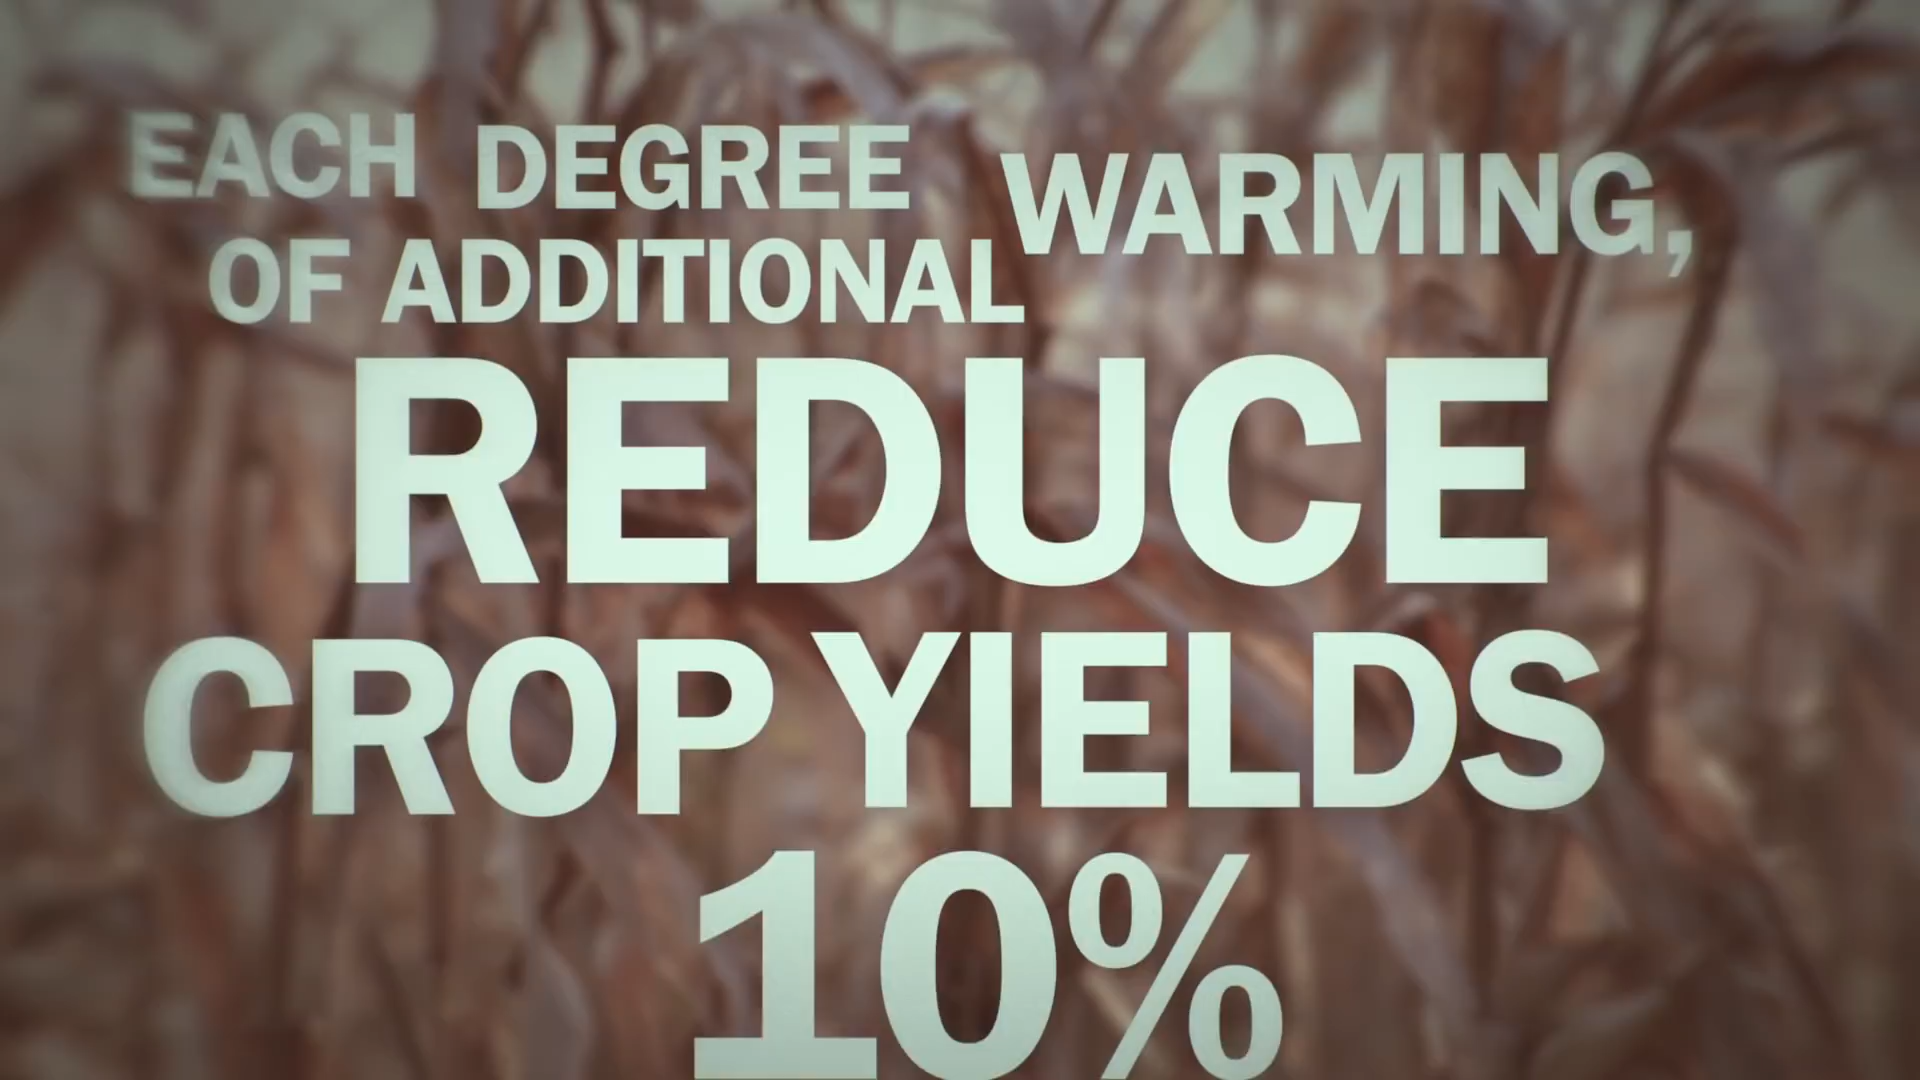 EACH DEGREE
OF ADDITIONAL WARMING,
REDUCE
CROP YIELDS
10%